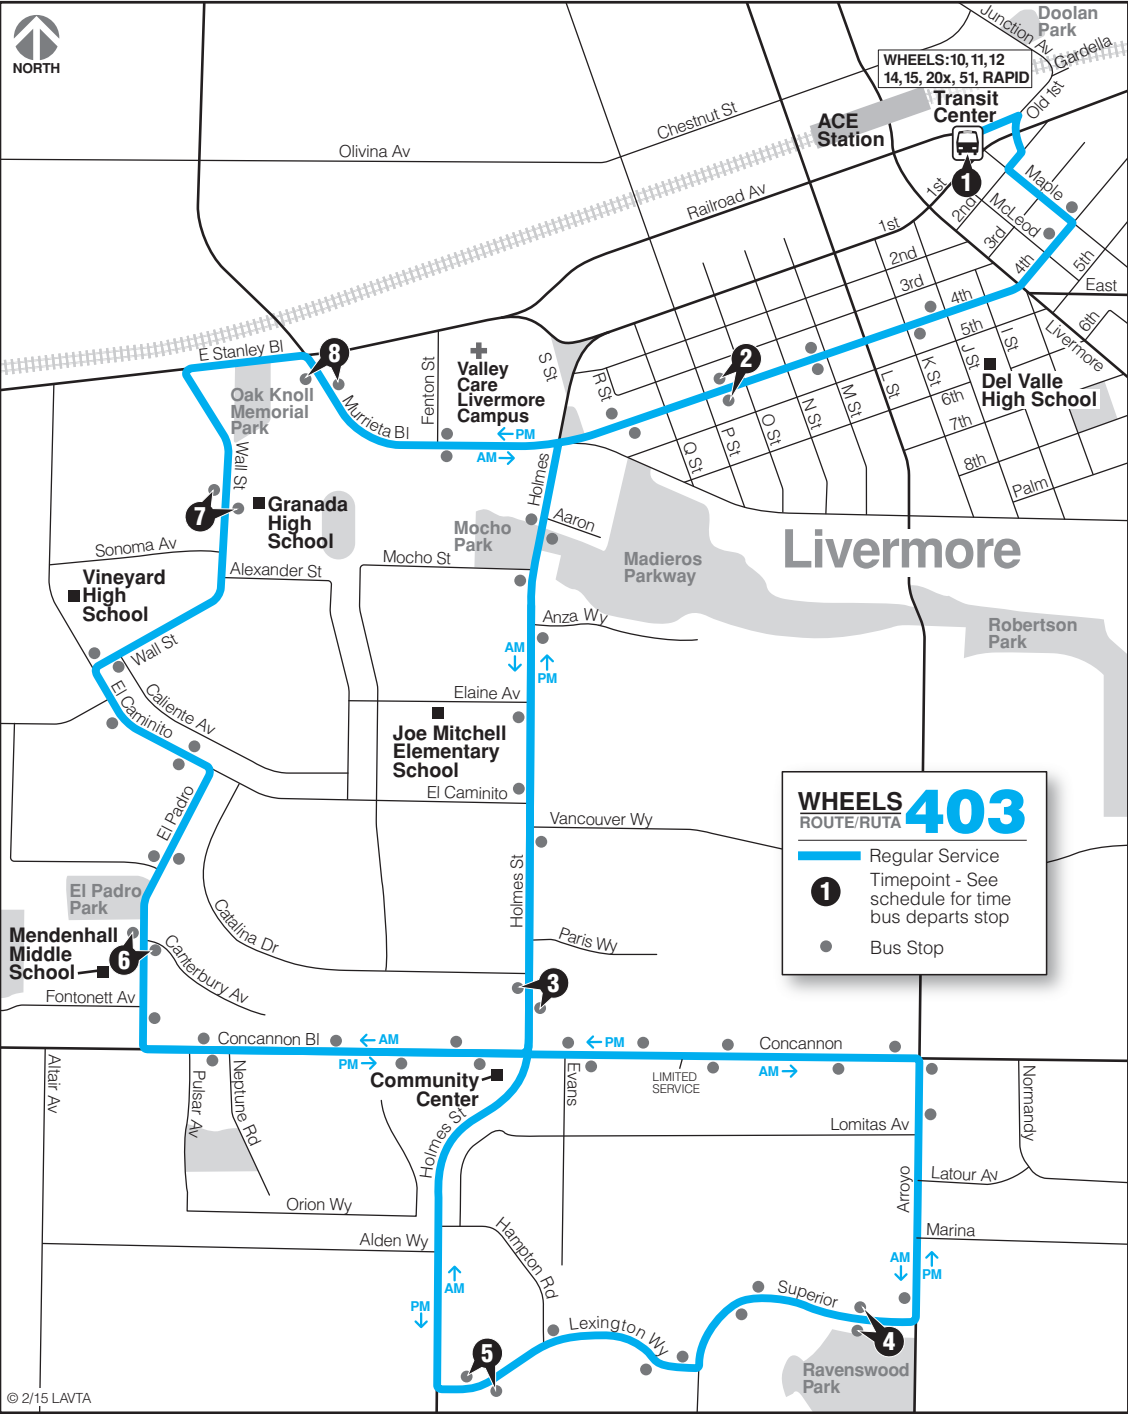 NORTH
Doolan
Park
Junction Av
Gardella
WHEELS:10, 11, 12
14, 15, 20x, 51, RAPID
Old 1st
Transit
Center
ACE
Station
Chestnut St
Olivina Av
1
1st
2nd
Maple
McLeod
3rd
4th
5th
East
6th
Livermore
Railroad Av
1st
2nd
3rd
4th
5th
6th
7th
8th
Palm
I St
J St
K St
L St
M St
N St
O St
P St
Q St
R St
S St
Del Valle
High School
2
E Stanley Bl
8
Oak Knoll
Memorial
Park
Murrieta Bl
Fenton St
Valley
Care
Livermore
Campus
PM
AM
Holmes
Wall St
7
Granada
High
School
Mocho
Park
Aaron
Madieros
Parkway
Livermore
Sonoma Av
Alexander St
Mocho St
Vineyard
High
School
Anza Wy
Robertson
Park
Wall St
AM
PM
El Caminito
Caliente Av
Elaine Av
Joe Mitchell
Elementary
School
El Caminito
El Padro
Vancouver Wy
WHEELS
ROUTE/RUTA
403
Regular Service
1
Timepoint - See
schedule for time
bus departs stop
Bus Stop
El Padro
Park
Holmes St
Catalina Dr
Paris Wy
Mendenhall
Middle
School
6
Canterbury Av
Fontonett Av
3
Concannon Bl
AM
PM
PM
Concannon
AM
LIMITED
SERVICE
Community
Center
Altair Av
Pulsar Av
Neptune Rd
Evans
Normandy
Holmes St
Lomitas Av
Arroyo
Latour Av
Orion Wy
Marina
Alden Wy
Hampton Rd
AM
PM
AM
PM
Superior
4
Lexington Wy
5
Ravenswood
Park
© 2/15 LAVTA